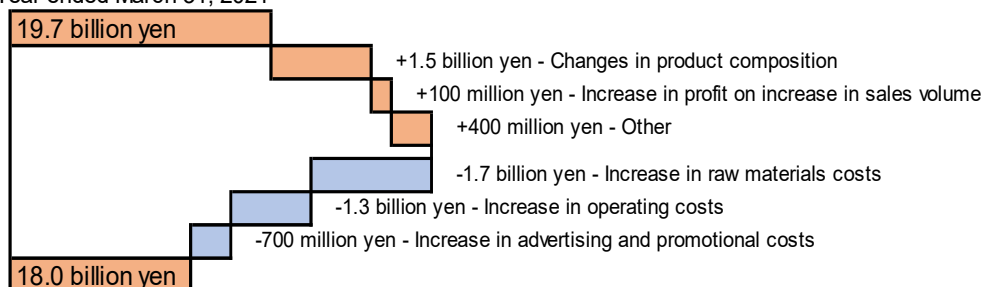 19.7 billion yen
+1.5 billion yen - Changes in product composition
+100 million yen - Increase in profit on increase in sales volume
+400 million yen - Other
-1.7 billion yen - Increase in raw materials costs
-1.3 billion yen - Increase in operating costs
-700 million yen - Increase in advertising and promotional costs
18.0 billion yen